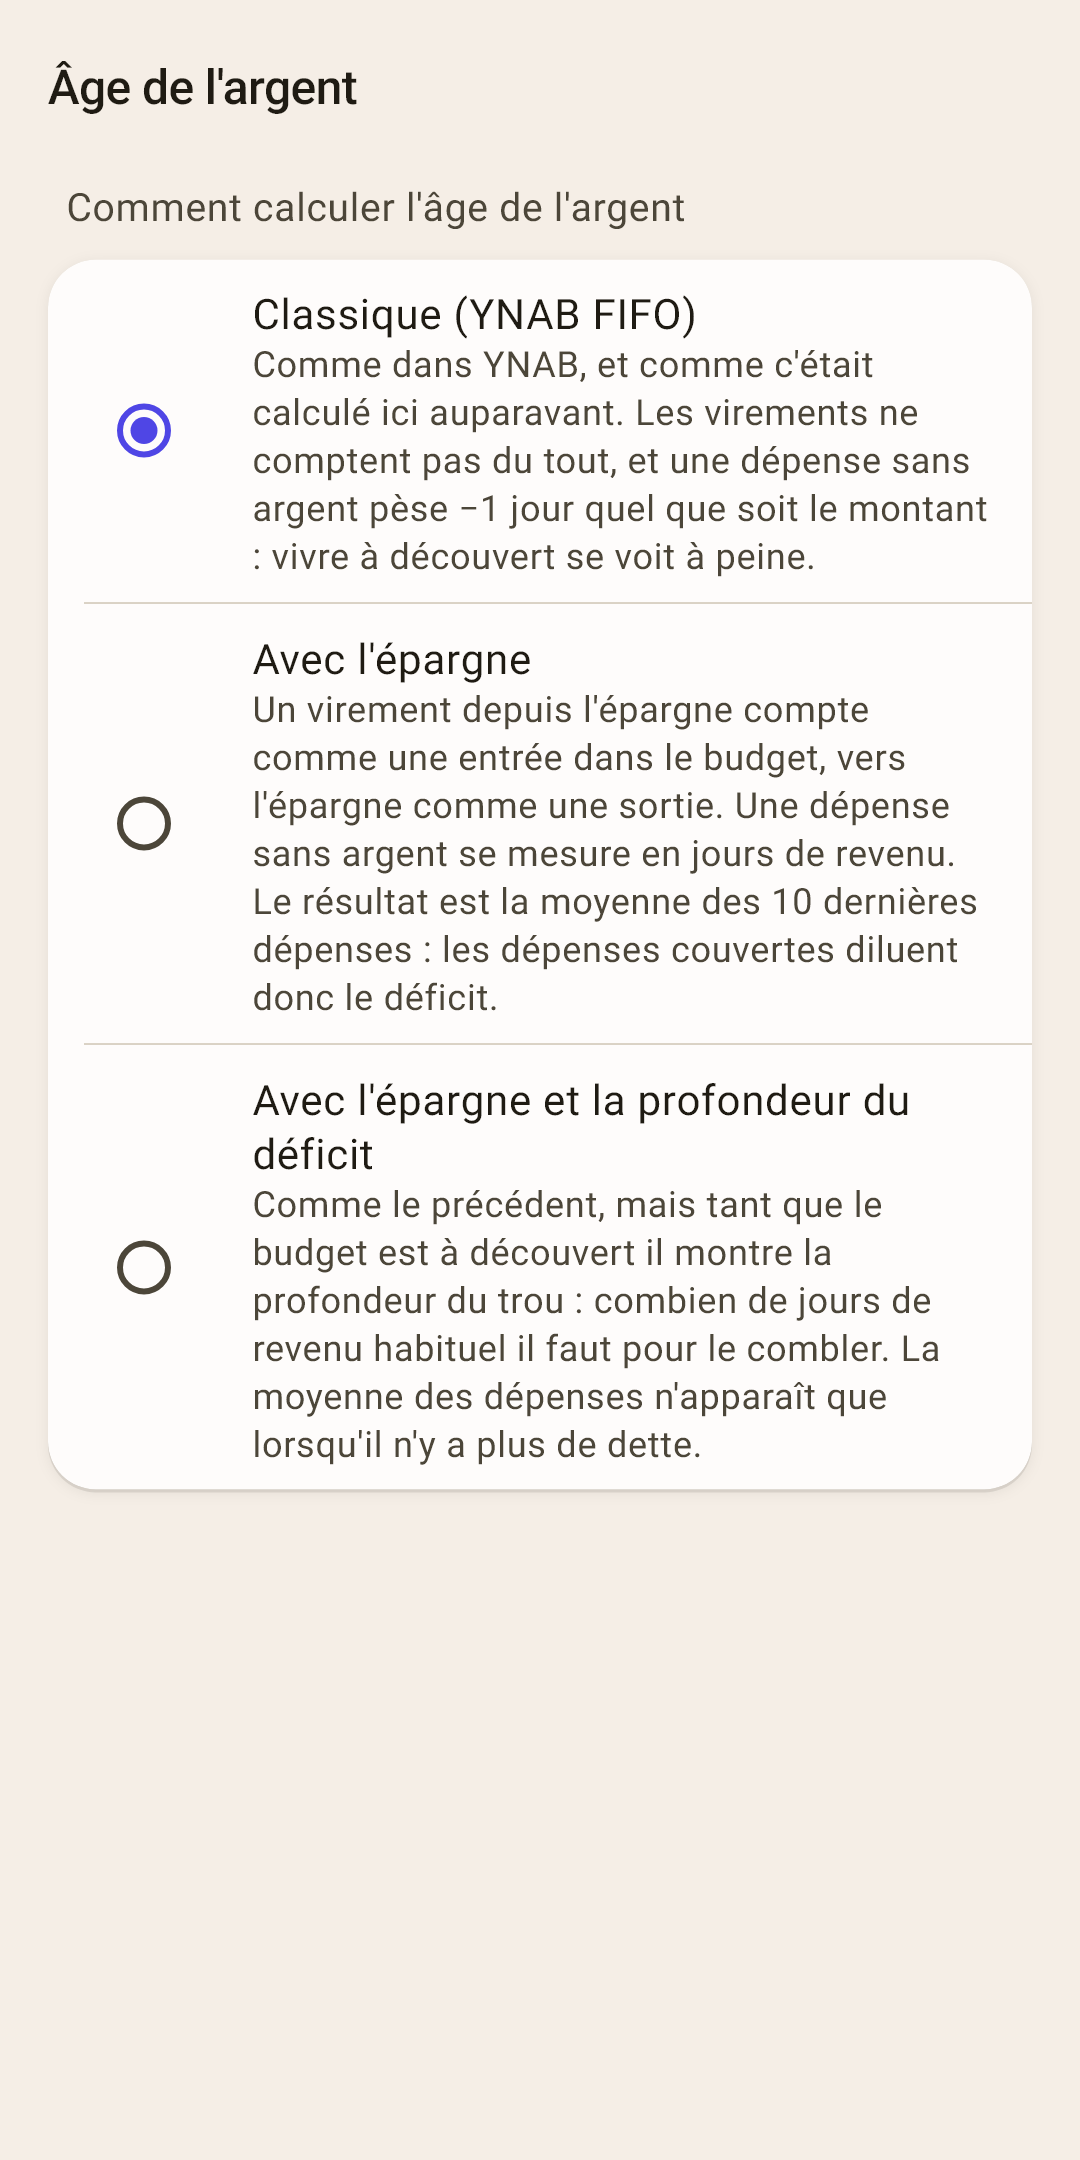 Âge de l'argent
Comment calculer l'âge de l'argent
Classique (YNAB FIFO)
Comme dans YNAB, et comme c'était
calculé ici auparavant. Les virements ne
comptent pas du tout, et une dépense sans
argent pèse −1 jour quel que soit le montant
: vivre à découvert se voit à peine.
Avec l'épargne
Un virement depuis l'épargne compte
comme une entrée dans le budget, vers
l'épargne comme une sortie. Une dépense
sans argent se mesure en jours de revenu.
Le résultat est la moyenne des 10 dernières
dépenses : les dépenses couvertes diluent
donc le déficit.
Avec l'épargne et la profondeur du
déficit
Comme le précédent, mais tant que le
budget est à découvert il montre la
profondeur du trou : combien de jours de
revenu habituel il faut pour le combler. La
moyenne des dépenses n'apparaît que
lorsqu'il n'y a plus de dette.